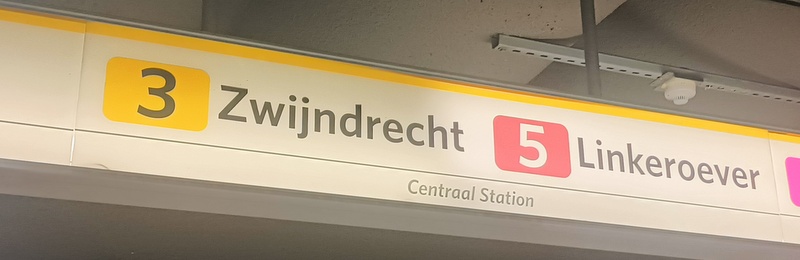 3 Zwijndrecht 5 Linkeroever
Centraal Station